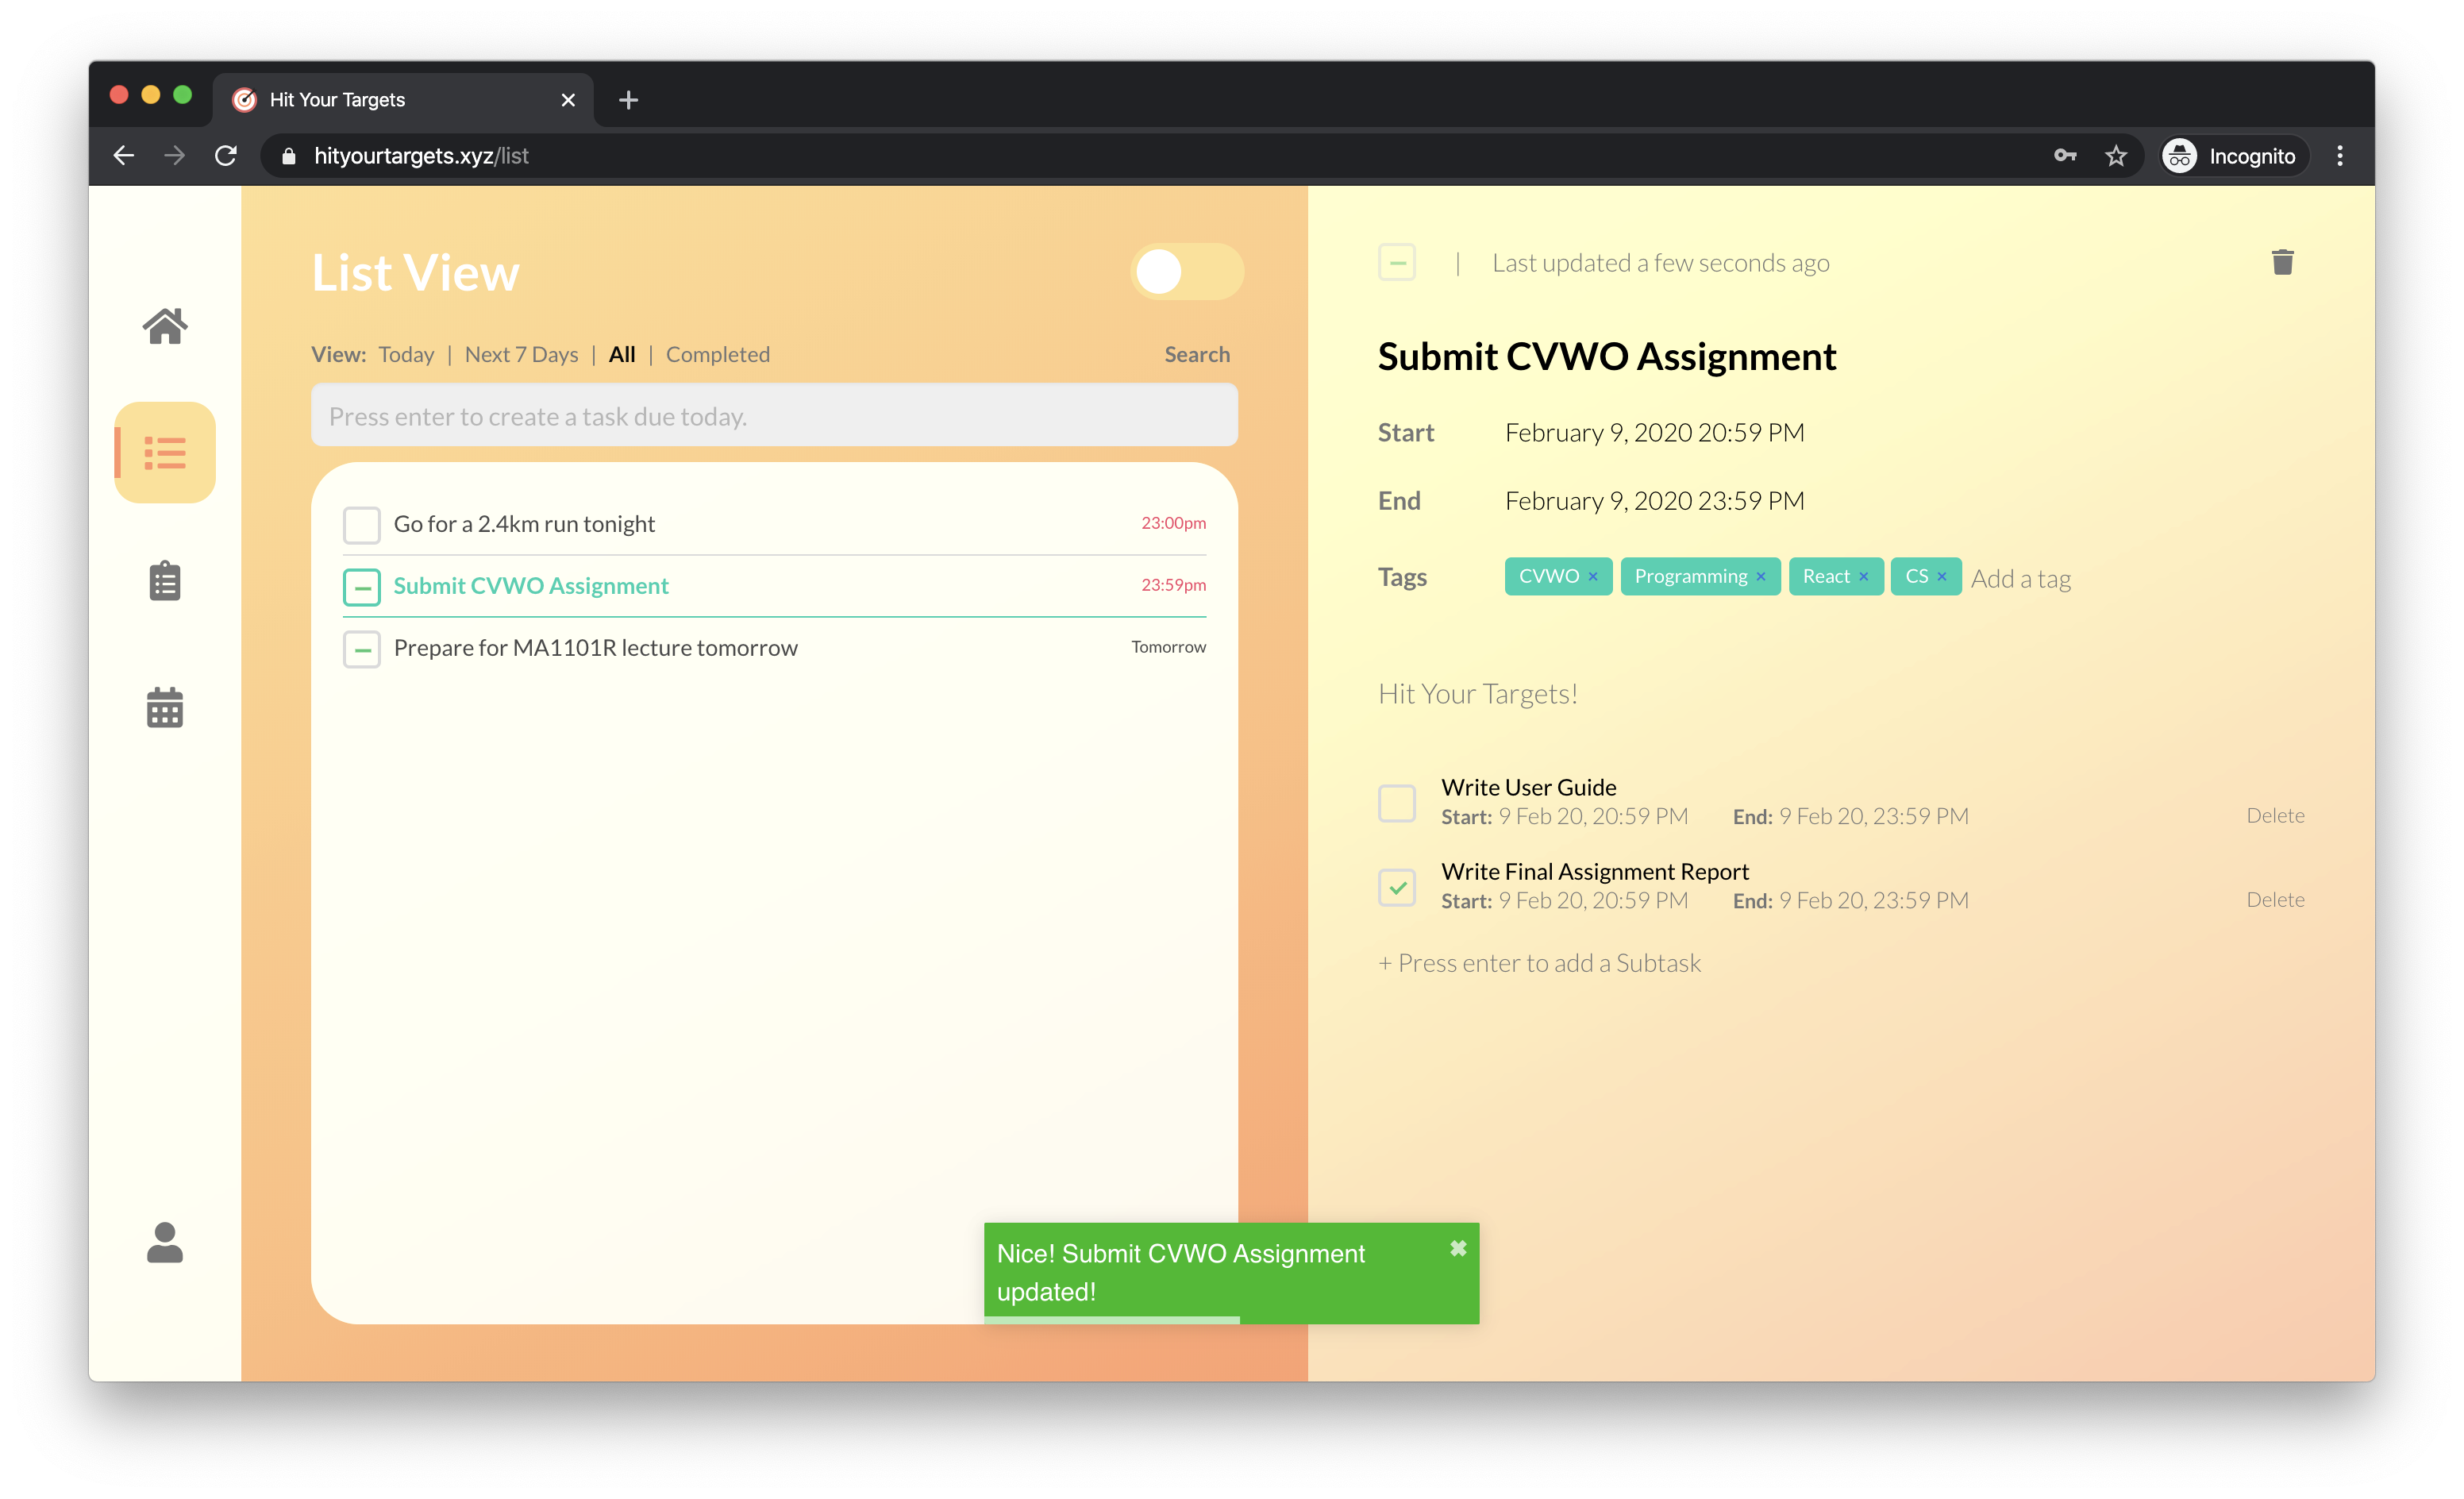 Hit Your Targets
hityourtargets.xyz/list
Incognito
List View
View: Today | Next 7 Days | All | Completed
Search
Press enter to create a task due today.
Go for a 2.4km run tonight
23:00pm
Submit CVWO Assignment
23:59pm
Prepare for MA1101R lecture tomorrow
Tomorrow
| Last updated a few seconds ago
Submit CVWO Assignment
Start February 9, 2020 20:59 PM
End February 9, 2020 23:59 PM
Tags CVWO × Programming × React × CS × Add a tag
Hit Your Targets!
Write User Guide
Start: 9 Feb 20, 20:59 PM End: 9 Feb 20, 23:59 PM Delete
Write Final Assignment Report
Start: 9 Feb 20, 20:59 PM End: 9 Feb 20, 23:59 PM Delete
+ Press enter to add a Subtask
Nice! Submit CVWO Assignment
updated!